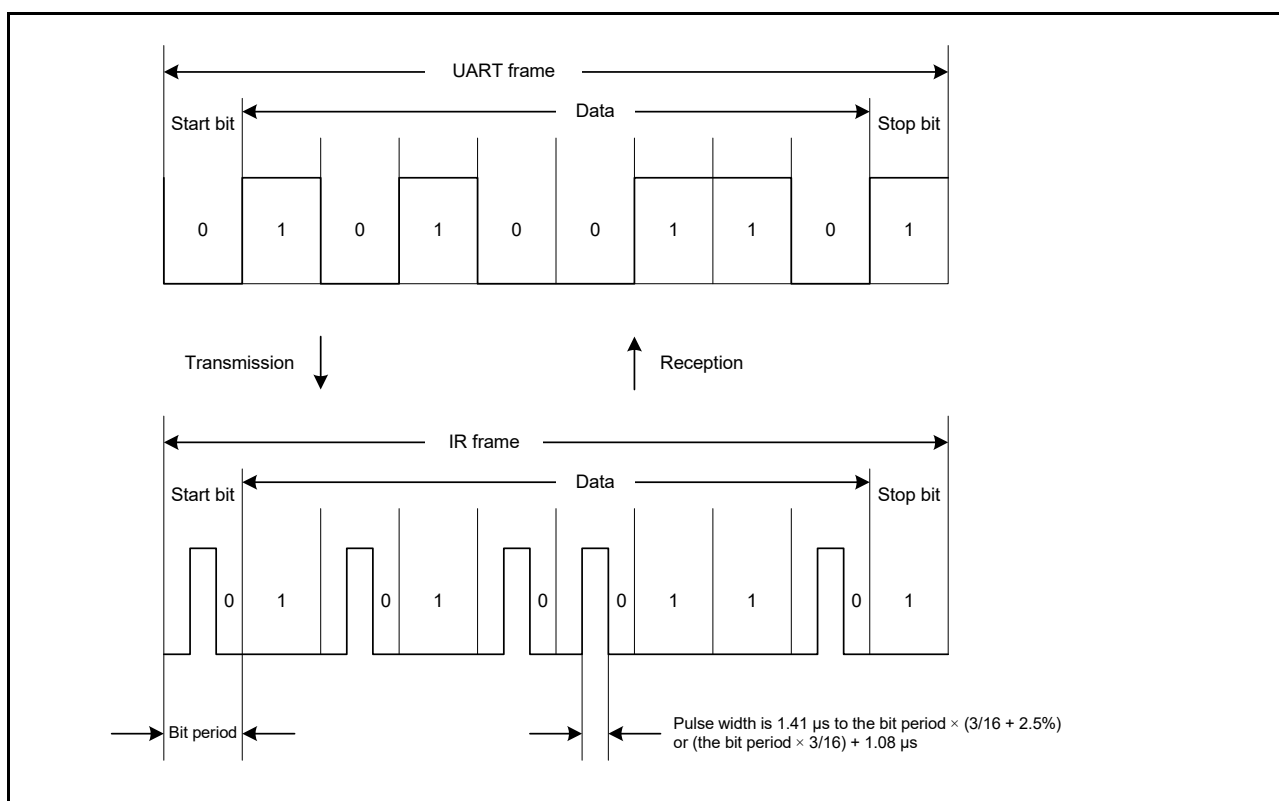 UART frame
Data
Start bit
Stop bit
0 1 0 1 0 0 1 1 0 1
Transmission
Reception
IR frame
Data
Start bit
Stop bit
0 1 0 1 0 0 1 1 0 1
Bit period
Pulse width is 1.41 µs to the bit period × (3/16 + 2.5%)
or (the bit period × 3/16) + 1.08 µs